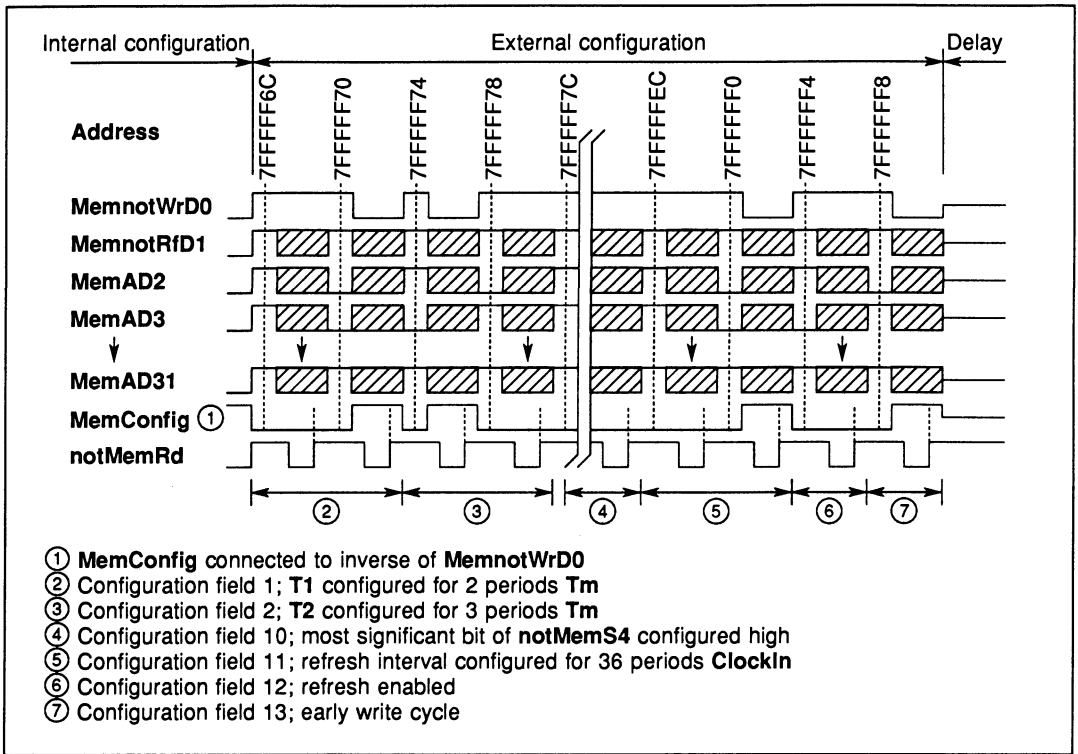 Internal configuration External configuration Delay
Address 7FFFFF6C 7FFFFF70 7FFFFF74 7FFFFF78 7FFFFF7C 7FFFFFEC 7FFFFFF0 7FFFFFF4 7FFFFFF8
MemnotWrD0
MemnotRfD1
MemAD2
MemAD3
MemAD31
MemConfig ①
notMemRd
② ③ ④ ⑤ ⑥ ⑦
① MemConfig connected to inverse of MemnotWrD0
② Configuration field 1; T1 configured for 2 periods Tm
③ Configuration field 2; T2 configured for 3 periods Tm
④ Configuration field 10; most significant bit of notMemS4 configured high
⑤ Configuration field 11; refresh interval configured for 36 periods ClockIn
⑥ Configuration field 12; refresh enabled
⑦ Configuration field 13; early write cycle